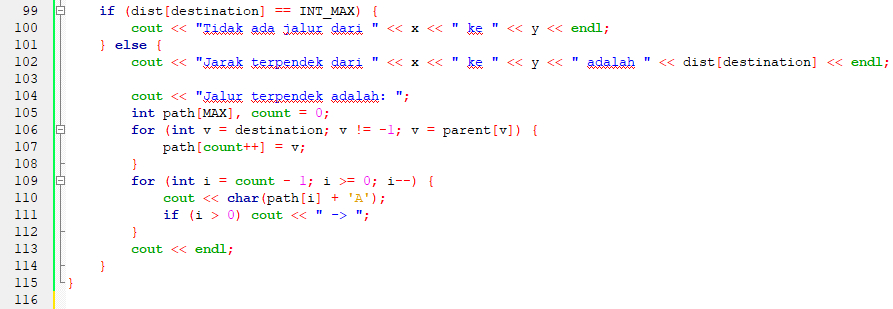 99 if (dist[destination] == INT_MAX) {
100 cout << "Tidak ada jalur dari " << x << " ke " << y << endl;
101 } else {
102 cout << "Jarak terpendek dari " << x << " ke " << y << " adalah " << dist[destination] << endl;
103
104 cout << "Jalur terpendek adalah: ";
105 int path[MAX], count = 0;
106 for (int v = destination; v != -1; v = parent[v]) {
107 path[count++] = v;
108 }
109 for (int i = count - 1; i >= 0; i--) {
110 cout << char(path[i] + 'A');
111 if (i > 0) cout << " -> ";
112 }
113 cout << endl;
114 }
115 }
116